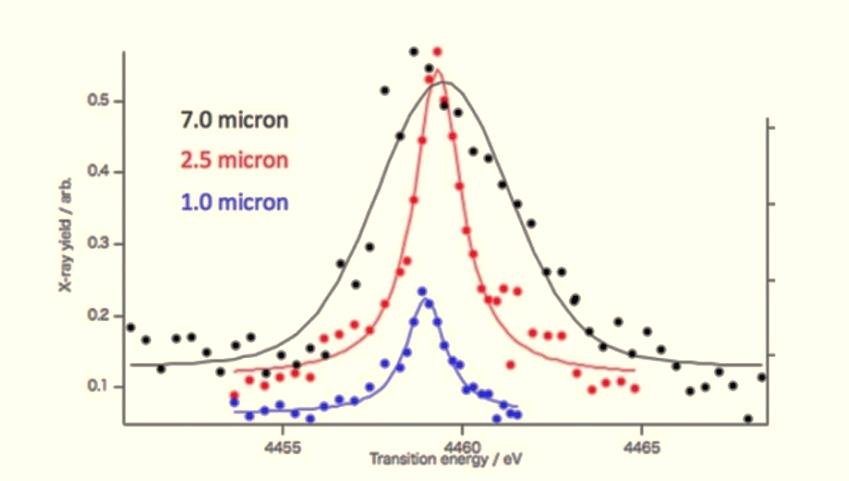 0.5
7.0 micron
0.4
2.5 micron
1.0 micron
0.3
X-ray yield / arb.
0.2
0.1
4455
4460
4465
Transition energy / eV